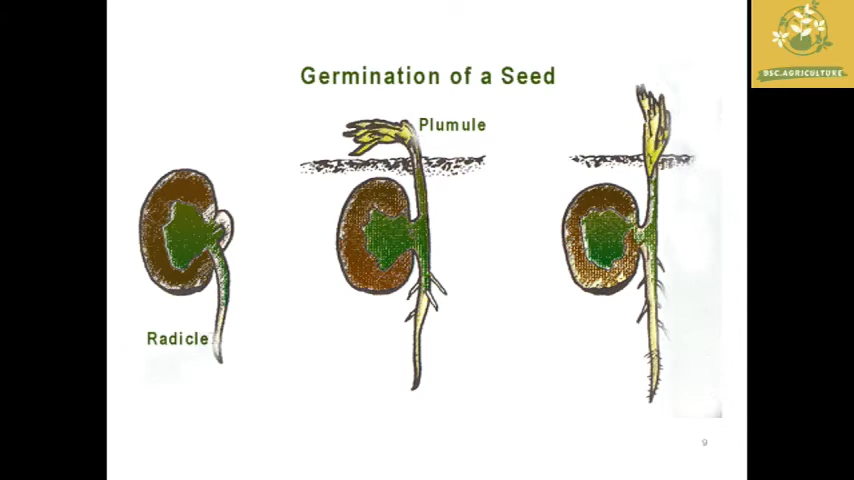 BSC.AGRICULTURE
Germination of a Seed
Plumule
Radicle
9